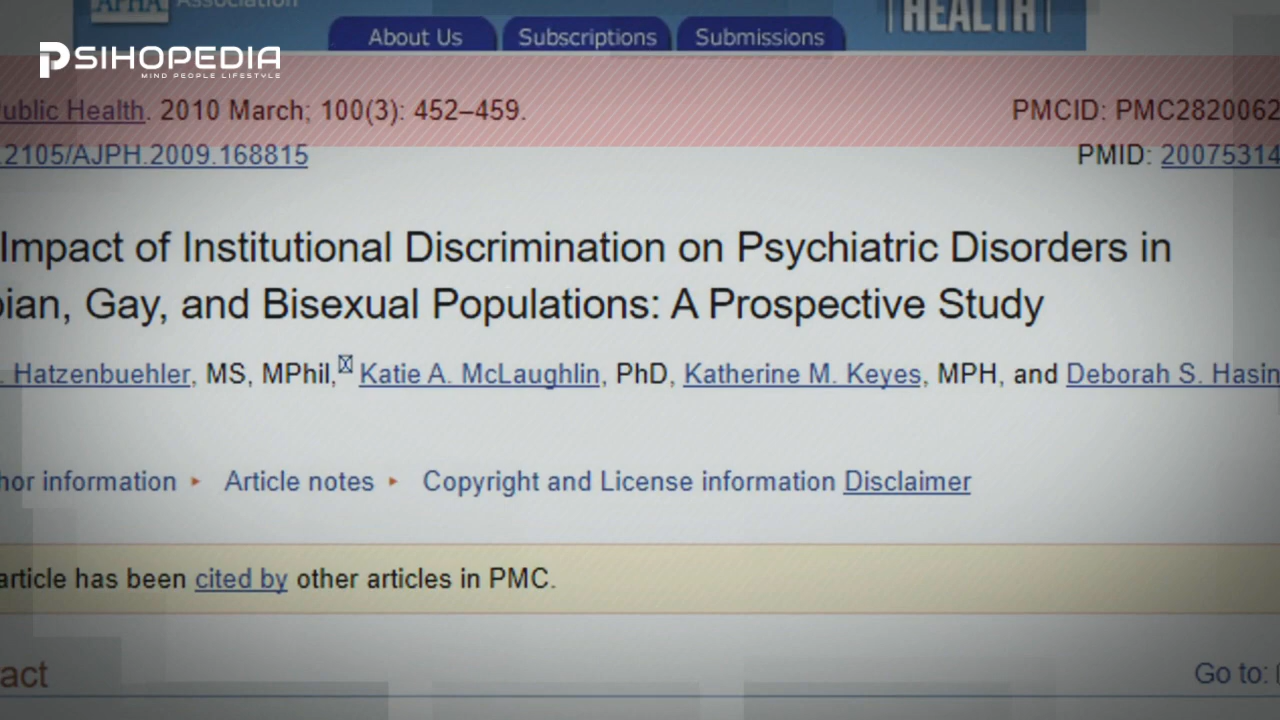 APHA Association
HEALTH
About Us Subscriptions Submissions
PSIHOPEDIA
MIND PEOPLE LIFESTYLE
Public Health. 2010 March; 100(3): 452–459. PMCID: PMC2820062
.2105/AJPH.2009.168815 PMID: 20075314
Impact of Institutional Discrimination on Psychiatric Disorders in
bian, Gay, and Bisexual Populations: A Prospective Study
. Hatzenbuehler, MS, MPhil, Katie A. McLaughlin, PhD, Katherine M. Keyes, MPH, and Deborah S. Hasin
hor information Article notes Copyright and License information Disclaimer
article has been cited by other articles in PMC.
act Go to: